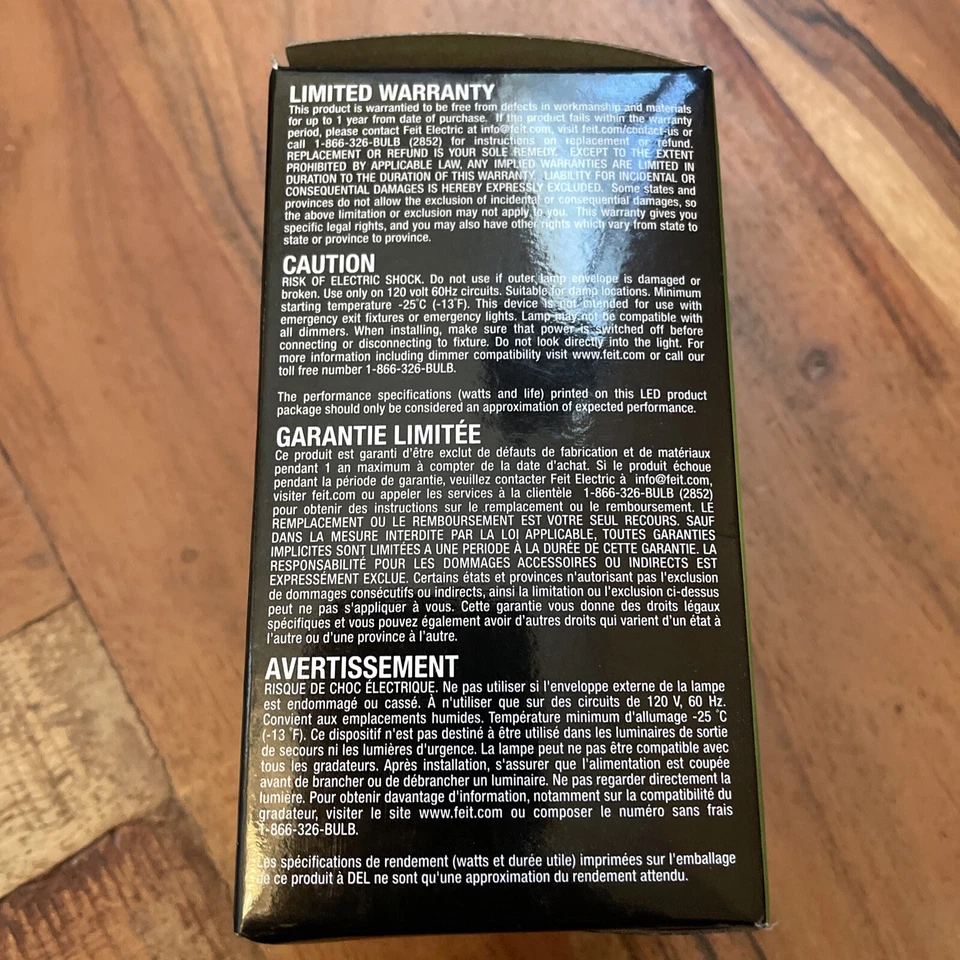 LIMITED WARRANTY
This product is warrantied to be free from defects in workmanship and materials
for up to 1 year from date of purchase. If the product fails within the warranty
period, please contact Feit Electric at info@feit.com, visit feit.com/contact-us or
call 1-866-326-BULB (2852) for instructions on replacement or refund.
REPLACEMENT OR REFUND IS YOUR SOLE REMEDY. EXCEPT TO THE EXTENT
PROHIBITED BY APPLICABLE LAW, ANY IMPLIED WARRANTIES ARE LIMITED IN
DURATION TO THE DURATION OF THIS WARRANTY. LIABILITY FOR INCIDENTAL OR
CONSEQUENTIAL DAMAGES IS HEREBY EXPRESSLY EXCLUDED. Some states and
provinces do not allow the exclusion of incidental or consequential damages, so
the above limitation or exclusion may not apply to you. This warranty gives you
specific legal rights, and you may also have other rights which vary from state to
state or province to province.
CAUTION
RISK OF ELECTRIC SHOCK. Do not use if outer lamp envelope is damaged or
broken. Use only on 120 volt 60Hz circuits. Suitable for damp locations. Minimum
starting temperature -25˚C (-13˚F). This device is not intended for use with
emergency exit fixtures or emergency lights. Lamp may not be compatible with
all dimmers. When installing, make sure that power is switched off before
connecting or disconnecting to fixture. Do not look directly into the light. For
more information including dimmer compatibility visit www.feit.com or call our
toll free number 1-866-326-BULB.
The performance specifications (watts and life) printed on this LED product
package should only be considered an approximation of expected performance.
GARANTIE LIMITÉE
Ce produit est garanti d'être exclut de défauts de fabrication et de matériaux
pendant 1 an maximum à compter de la date d'achat. Si le produit échoue
pendant la période de garantie, veuillez contacter Feit Electric à info@feit.com,
visiter feit.com ou appeler les services à la clientèle 1-866-326-BULB (2852)
pour obtenir des instructions sur le remplacement ou le remboursement. LE
REMPLACEMENT OU LE REMBOURSEMENT EST VOTRE SEUL RECOURS. SAUF
DANS LA MESURE INTERDITE PAR LA LOI APPLICABLE, TOUTES GARANTIES
IMPLICITES SONT LIMITÉES A UNE PERIODE À LA DURÉE DE CETTE GARANTIE. LA
RESPONSABILITÉ POUR LES DOMMAGES ACCESSOIRES OU INDIRECTS EST
EXPRESSÉMENT EXCLUE. Certains états et provinces n'autorisant pas l'exclusion
de dommages consécutifs ou indirects, ainsi la limitation ou l'exclusion ci-dessus
peut ne pas s'appliquer à vous. Cette garantie vous donne des droits légaux
spécifiques et vous pouvez également avoir d'autres droits qui varient d'un état à
l'autre ou d'une province à l'autre.
AVERTISSEMENT
RISQUE DE CHOC ÉLECTRIQUE. Ne pas utiliser si l'enveloppe externe de la lampe
est endommagé ou cassé. À n'utiliser que sur des circuits de 120 V, 60 Hz.
Convient aux emplacements humides. Température minimum d'allumage -25 ˚C
(-13 ˚F). Ce dispositif n'est pas destiné à être utilisé dans les luminaires de sortie
de secours ni les lumières d'urgence. La lampe peut ne pas être compatible avec
tous les gradateurs. Après installation, s'assurer que l'alimentation est coupée
avant de brancher ou de débrancher un luminaire. Ne pas regarder directement la
lumière. Pour obtenir davantage d'information, notamment sur la compatibilité du
gradateur, visiter le site www.feit.com ou composer le numéro sans frais
1-866-326-BULB.
Les spécifications de rendement (watts et durée utile) imprimées sur l'emballage
de ce produit à DEL ne sont qu'une approximation du rendement attendu.